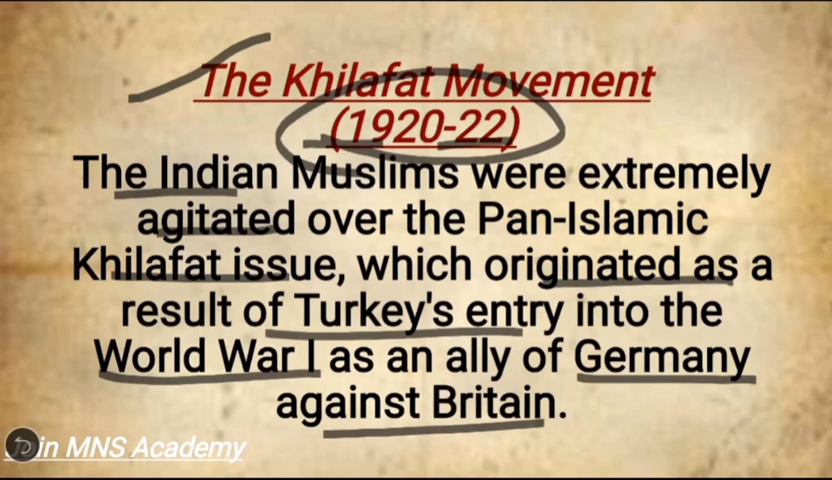 The Khilafat Movement
(1920-22)
The Indian Muslims were extremely
agitated over the Pan-Islamic
Khilafat issue, which originated as a
result of Turkey's entry into the
World War I as an ally of Germany
against Britain.
in MNS Academy